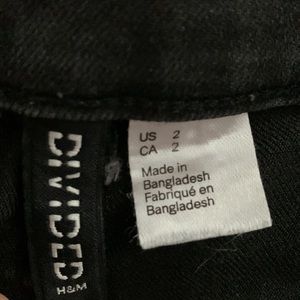 DIVIDED
H&M
US 2
CA 2
Made in
Bangladesh
Fabriqué en
Bangladesh